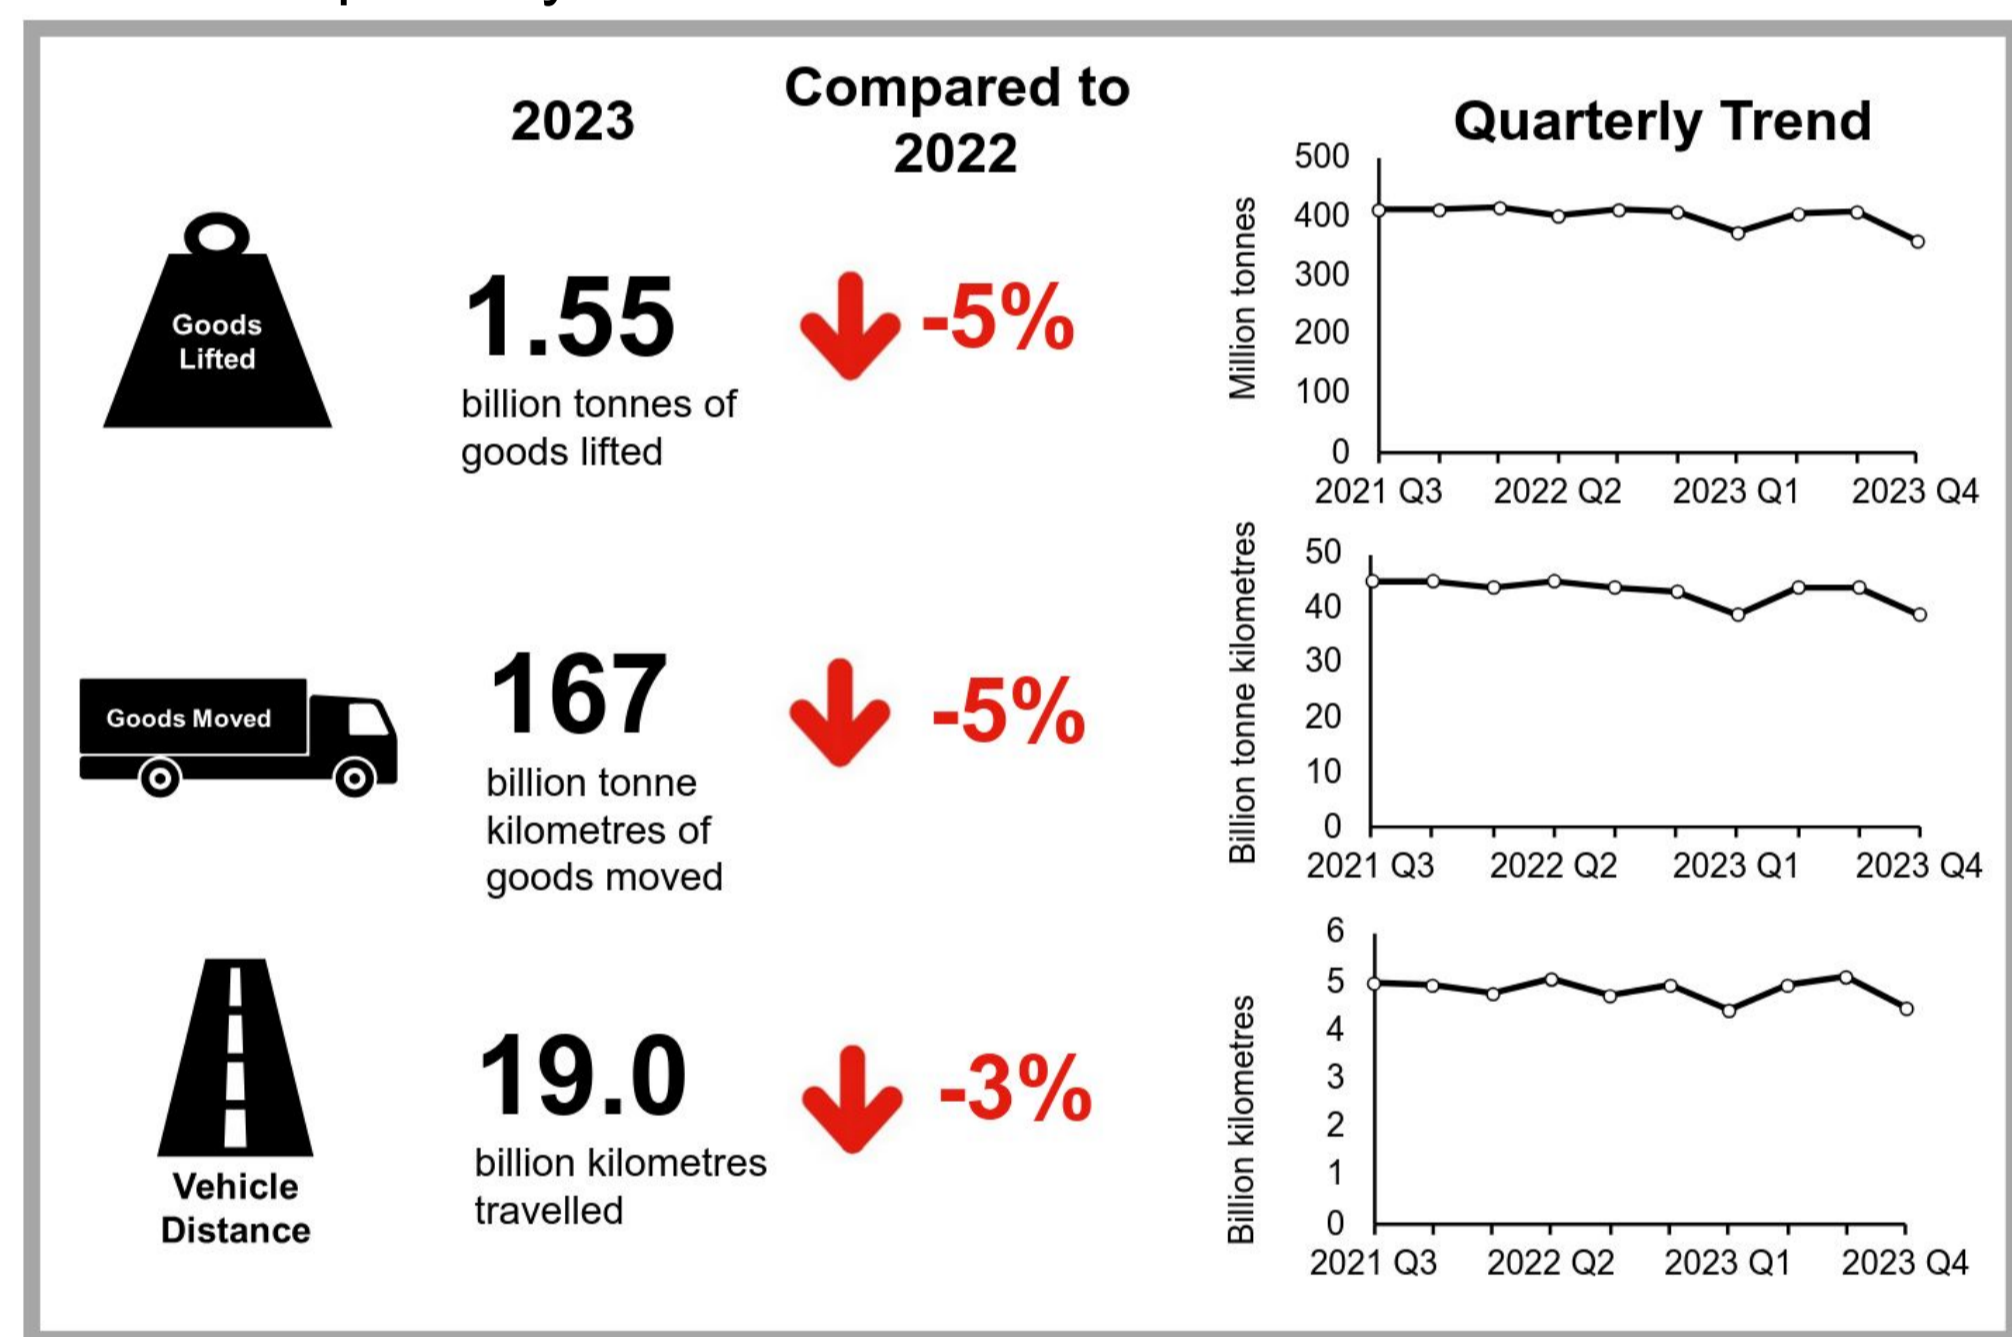 2023
Compared to
2022
Quarterly Trend
Goods
Lifted
1.55
billion tonnes of
goods lifted
-5%
Million tonnes
500
400
300
200
100
0
2021 Q3 2022 Q2 2023 Q1 2023 Q4
Goods Moved
167
billion tonne
kilometres of
goods moved
-5%
Billion tonne kilometres
50
40
30
20
10
0
2021 Q3 2022 Q2 2023 Q1 2023 Q4
Vehicle
Distance
19.0
billion kilometres
travelled
-3%
Billion kilometres
6
5
4
3
2
1
0
2021 Q3 2022 Q2 2023 Q1 2023 Q4